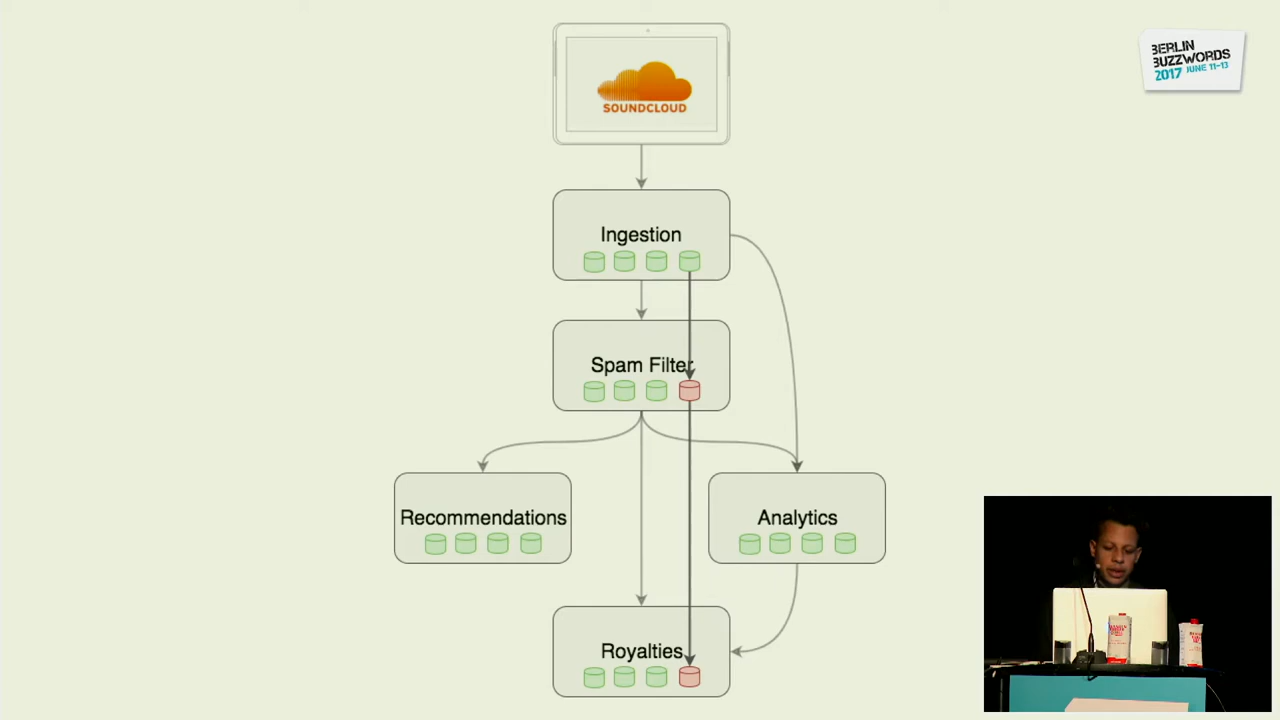 SOUNDCLOUD
BERLIN
BUZZWORDS
2017 JUNE 11-13
Ingestion
Spam Filter
Recommendations
Analytics
Royalties